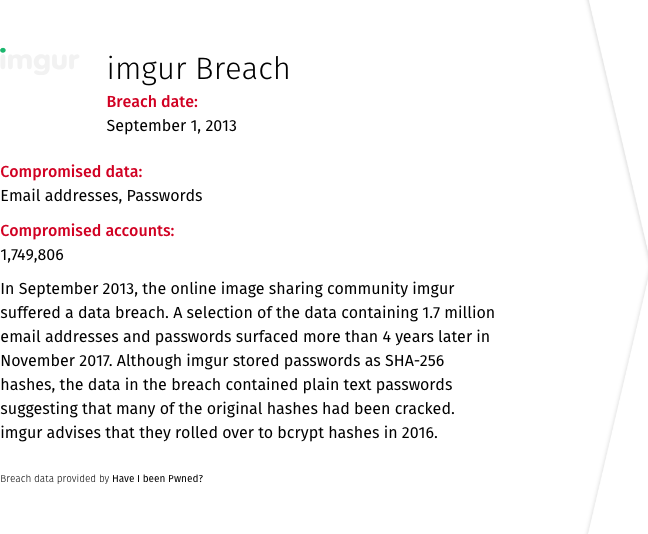 imgur
imgur Breach
Breach date:
September 1, 2013
Compromised data:
Email addresses, Passwords
Compromised accounts:
1,749,806
In September 2013, the online image sharing community imgur
suffered a data breach. A selection of the data containing 1.7 million
email addresses and passwords surfaced more than 4 years later in
November 2017. Although imgur stored passwords as SHA-256
hashes, the data in the breach contained plain text passwords
suggesting that many of the original hashes had been cracked.
imgur advises that they rolled over to bcrypt hashes in 2016.
Breach data provided by Have I been Pwned?